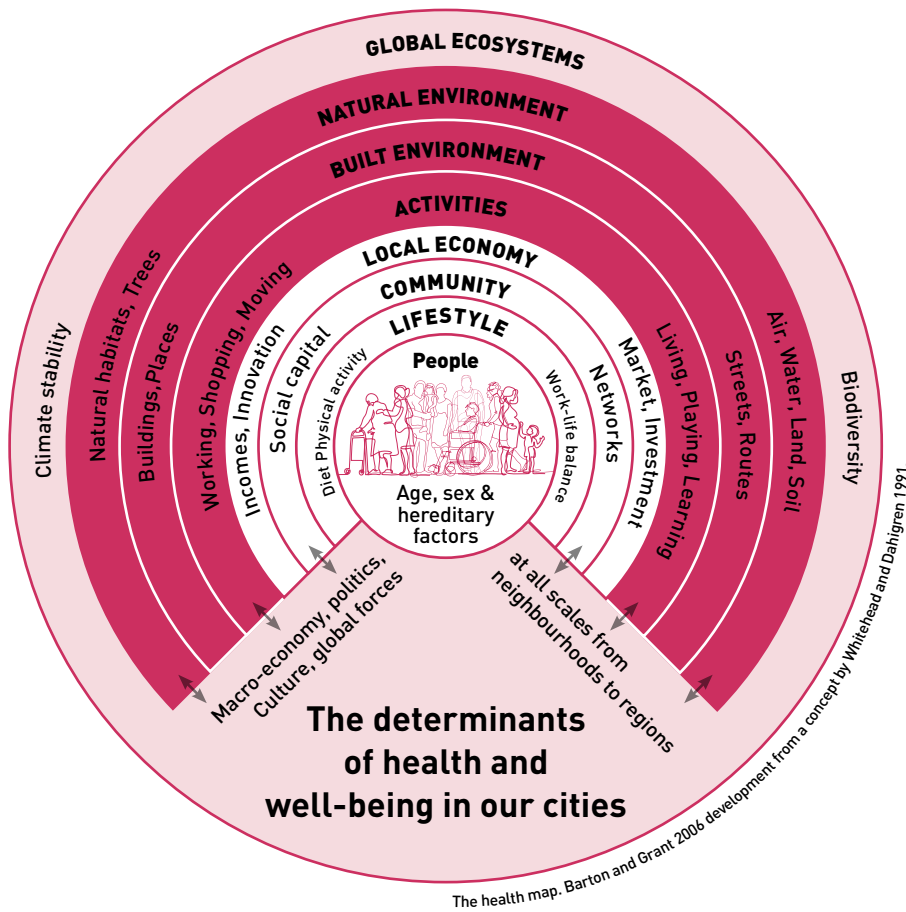 GLOBAL ECOSYSTEMS
NATURAL ENVIRONMENT
BUILT ENVIRONMENT
ACTIVITIES
LOCAL ECONOMY
COMMUNITY
LIFESTYLE
People
Age, sex &
hereditary
factors
Climate stability
Natural habitats, Trees
Buildings,Places
Working, Shopping, Moving
Incomes, Innovation
Social capital
Diet Physical activity
Work-life balance
Networks
Market, Investment
Living, Playing, Learning
Streets, Routes
Air, Water, Land, Soil
Biodiversity
Macro-economy, politics,
Culture, global forces
at all scales from
neighbourhoods to regions
The determinants
of health and
well-being in our cities
The health map. Barton and Grant 2006 development from a concept by Whitehead and Dahigren 1991